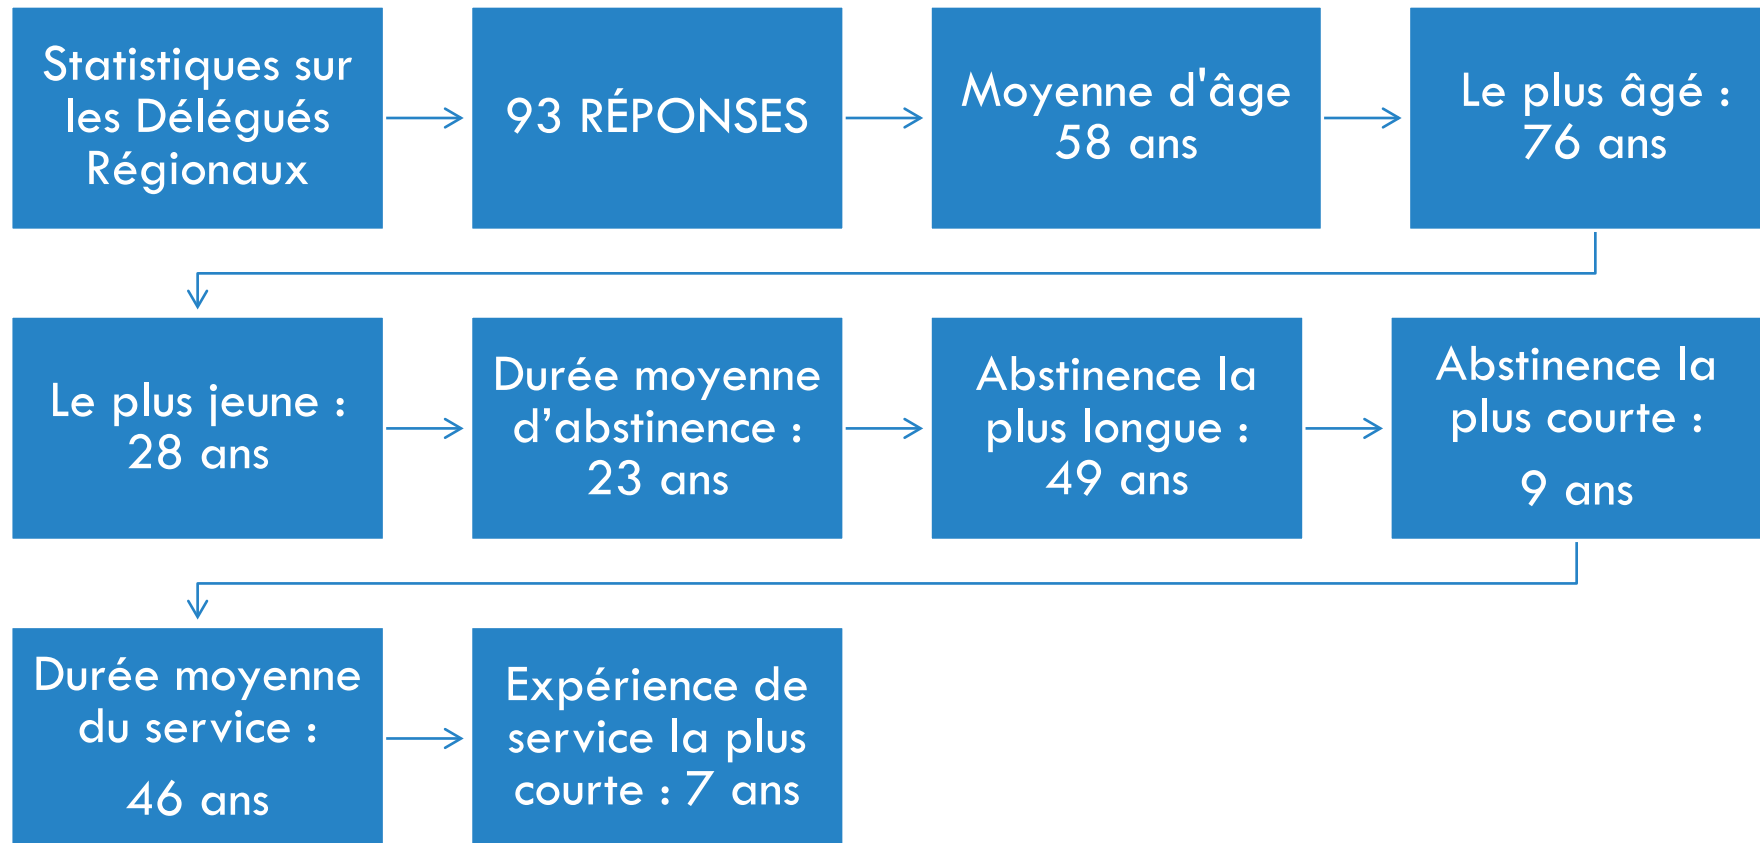 Statistiques sur
les Délégués
Régionaux
93 RÉPONSES
Moyenne d'âge
58 ans
Le plus âgé :
76 ans
Le plus jeune :
28 ans
Durée moyenne
d’abstinence :
23 ans
Abstinence la
plus longue :
49 ans
Abstinence la
plus courte :
9 ans
Durée moyenne
du service :
46 ans
Expérience de
service la plus
courte : 7 ans